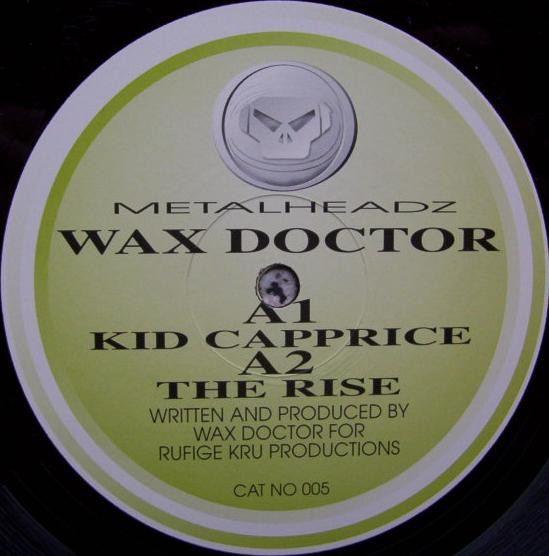 METALHEADZ
WAX DOCTOR
A1
KID CAPPRICE
A2
THE RISE
WRITTEN AND PRODUCED BY
WAX DOCTOR FOR
RUFIGE KRU PRODUCTIONS
CAT NO 005